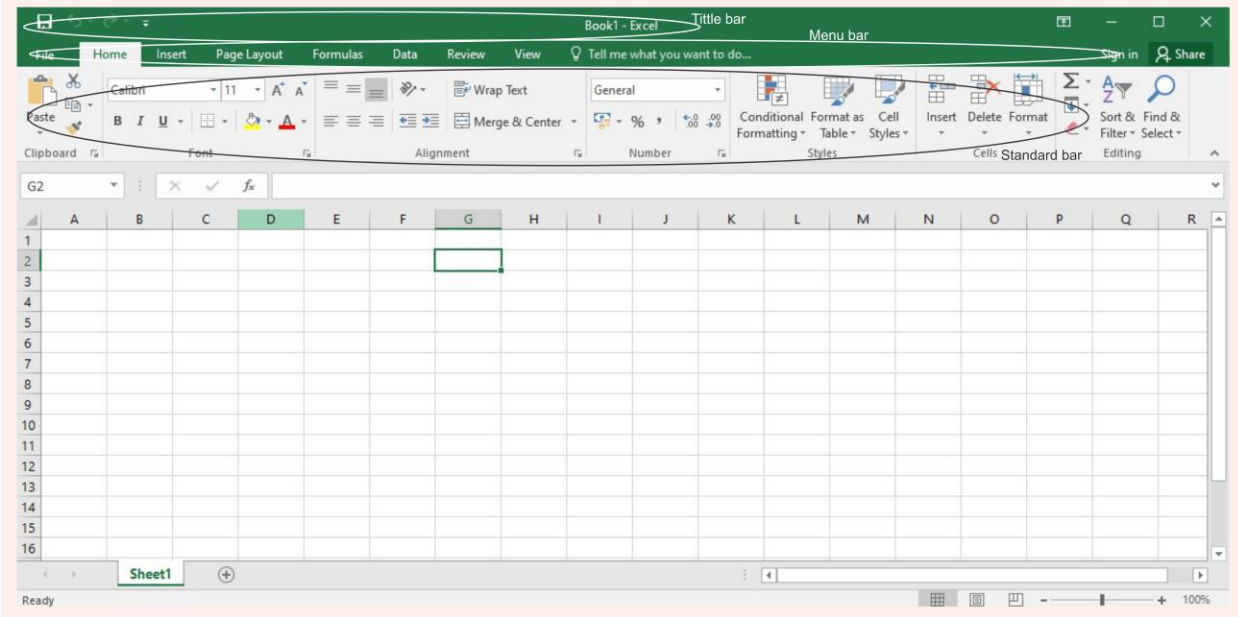 Book1 - Excel Tittle bar
Menu bar
File Home Insert Page Layout Formulas Data Review View Tell me what you want to do... Sign in Share
Calibri 11 A A Wrap Text General Σ A Z
Paste B I U A Merge & Center % , .0 .00 .00 .0 Conditional Formatting Format as Table Cell Styles Insert Delete Format Sort & Filter Find & Select
Clipboard Font Alignment Number Styles Cells Standard bar Editing
G2 fx
A B C D E F G H I J K L M N O P Q R
1
2
3
4
5
6
7
8
9
10
11
12
13
14
15
16
Sheet1
Ready 100%